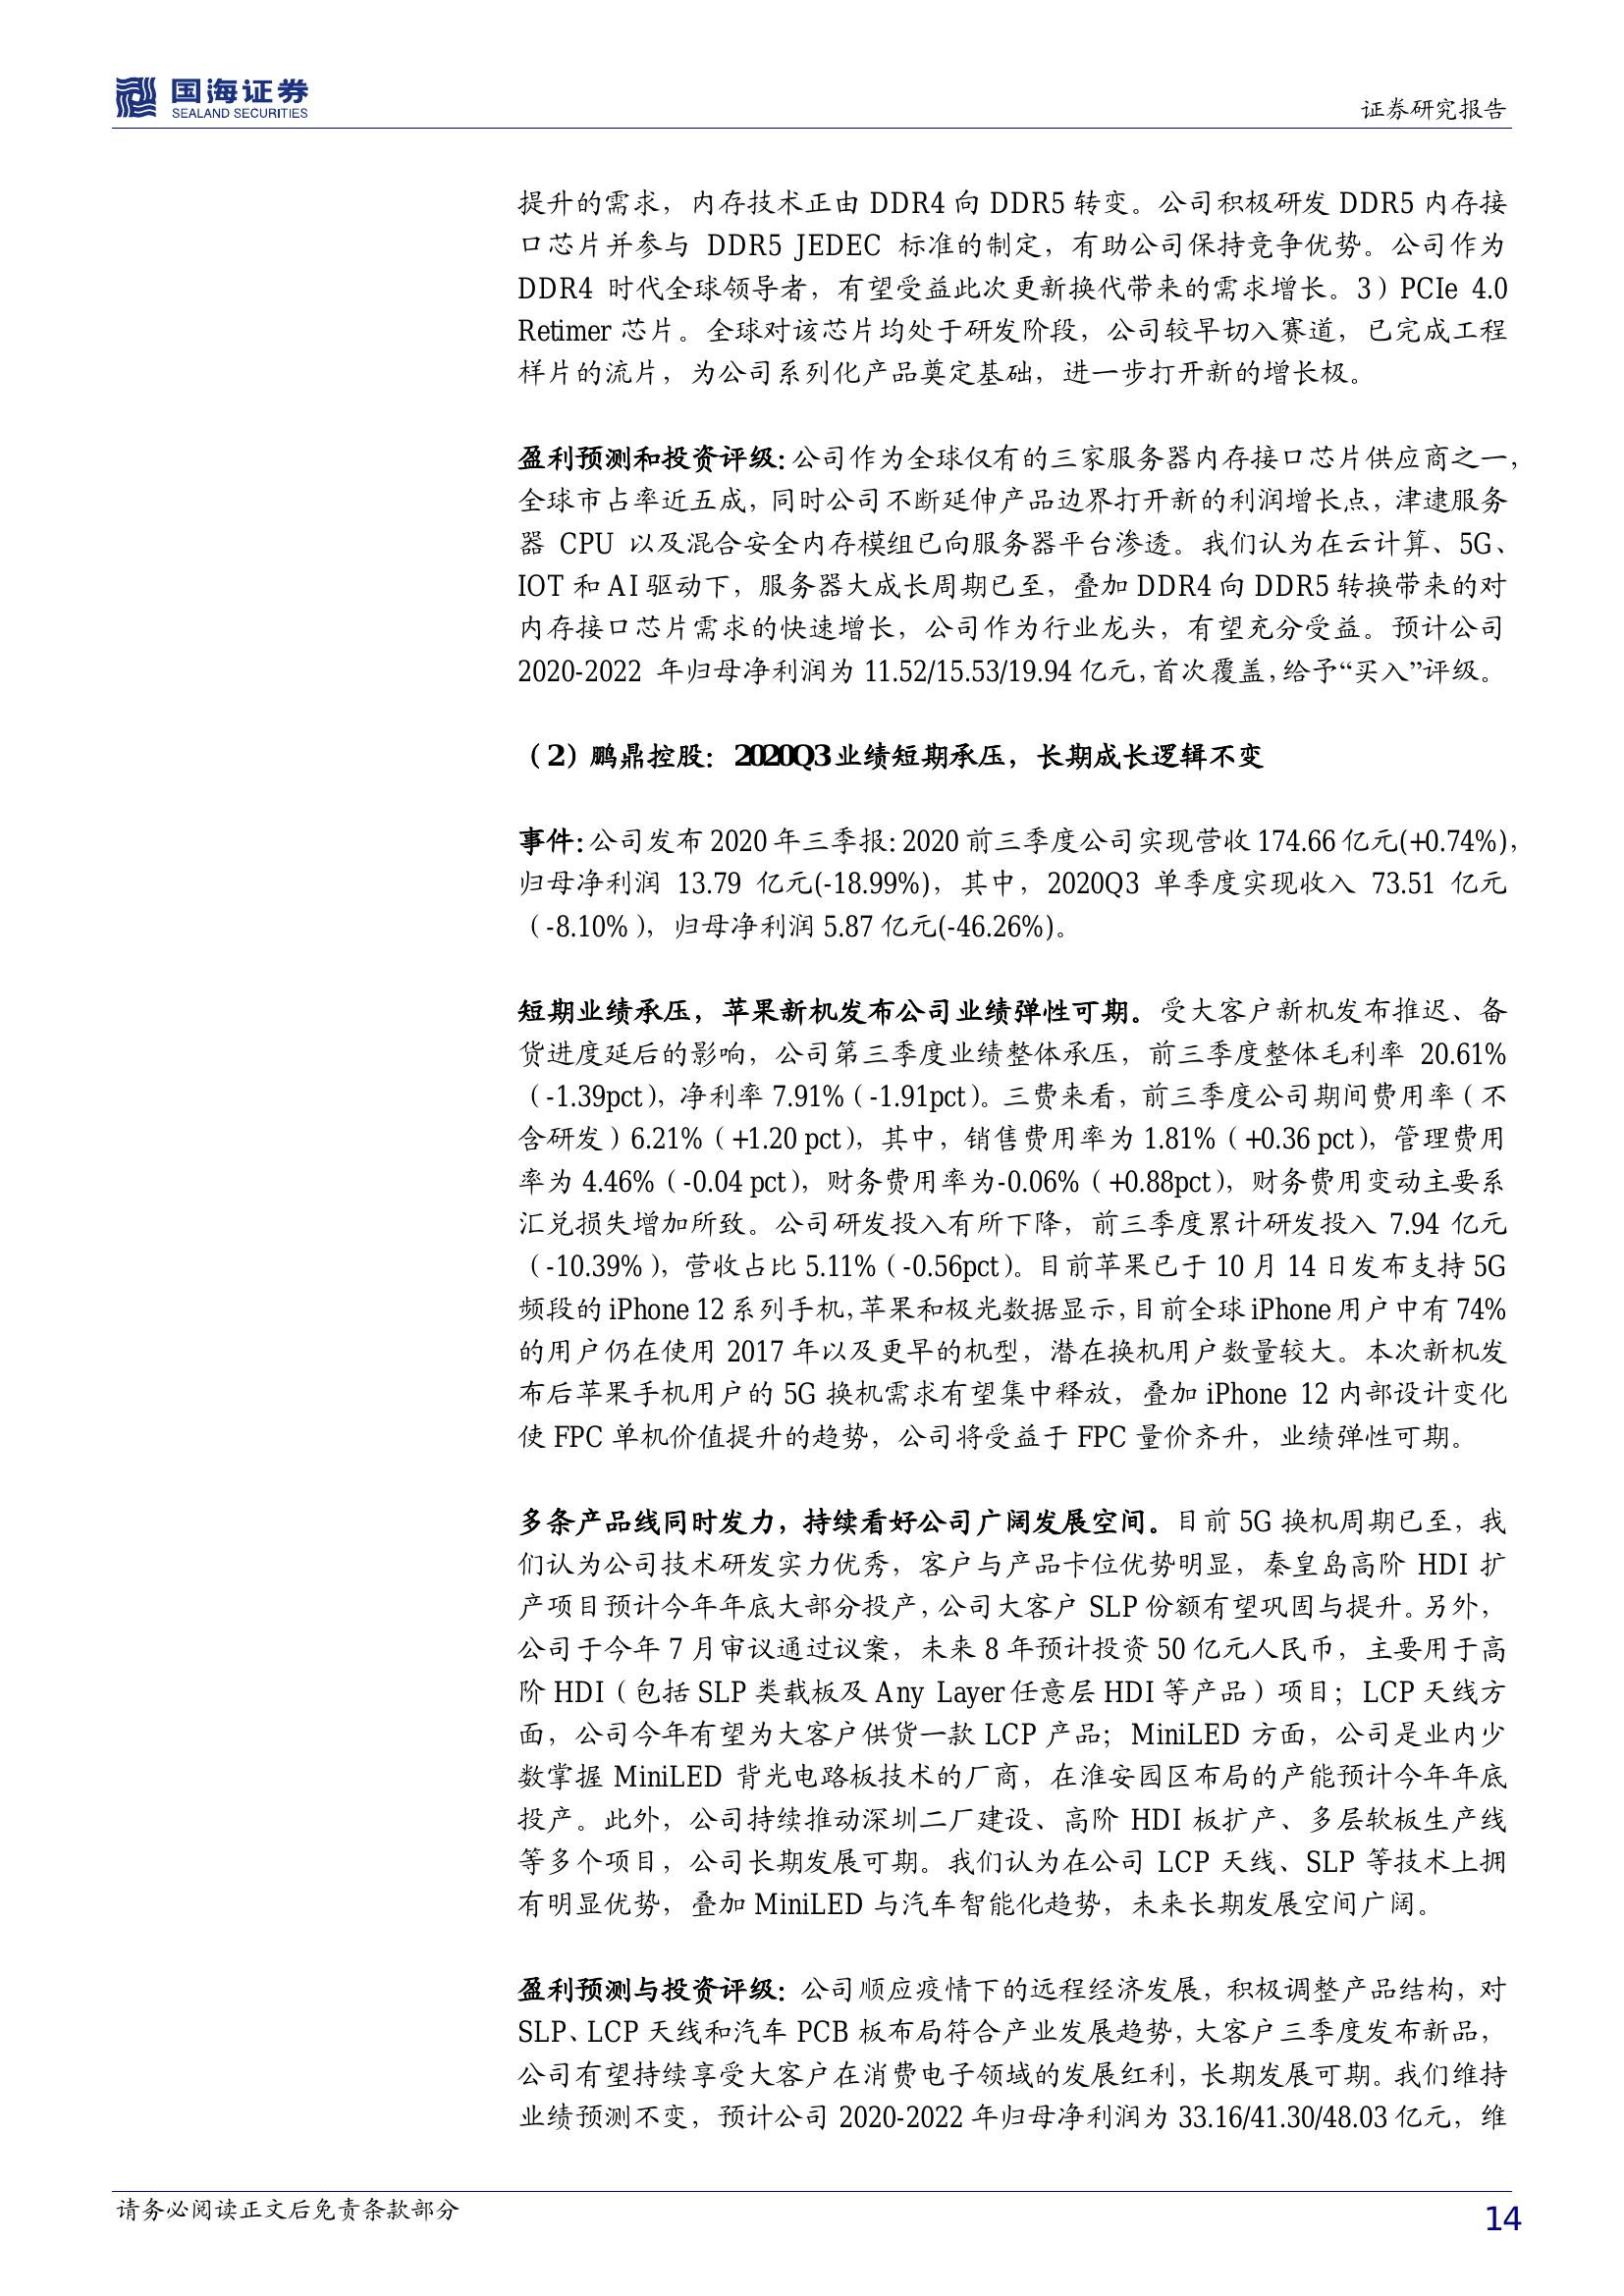 国海证券
SEALAND SECURITIES
证券研究报告
提升的需求，内存技术正由 DDR4 向 DDR5 转变。公司积极研发 DDR5 内存接
口芯片并参与 DDR5 JEDEC 标准的制定，有助公司保持竞争优势。公司作为
DDR4 时代全球领导者，有望受益此次更新换代带来的需求增长。3）PCIe 4.0
Retimer 芯片。全球对该芯片均处于研发阶段，公司较早切入赛道，已完成工程
样片的流片，为公司系列化产品奠定基础，进一步打开新的增长极。
盈利预测和投资评级：公司作为全球仅有的三家服务器内存接口芯片供应商之一，
全球市占率近五成，同时公司不断延伸产品边界打开新的利润增长点，津逮服务
器 CPU 以及混合安全内存模组已向服务器平台渗透。我们认为在云计算、5G、
IOT 和 AI 驱动下，服务器大成长周期已至，叠加 DDR4 向 DDR5 转换带来的对
内存接口芯片需求的快速增长，公司作为行业龙头，有望充分受益。预计公司
2020-2022 年归母净利润为 11.52/15.53/19.94 亿元，首次覆盖，给予“买入”评级。
（2）鹏鼎控股：2020Q3 业绩短期承压，长期成长逻辑不变
事件：公司发布 2020 年三季报：2020 前三季度公司实现营收 174.66 亿元(+0.74%)，
归母净利润 13.79 亿元(-18.99%)，其中，2020Q3 单季度实现收入 73.51 亿元
（-8.10%），归母净利润 5.87 亿元(-46.26%)。
短期业绩承压，苹果新机发布公司业绩弹性可期。受大客户新机发布推迟、备
货进度延后的影响，公司第三季度业绩整体承压，前三季度整体毛利率 20.61%
（-1.39pct），净利率 7.91%（-1.91pct）。三费来看，前三季度公司期间费用率（不
含研发）6.21%（+1.20 pct），其中，销售费用率为 1.81%（+0.36 pct），管理费用
率为 4.46%（-0.04 pct），财务费用率为-0.06%（+0.88pct），财务费用变动主要系
汇兑损失增加所致。公司研发投入有所下降，前三季度累计研发投入 7.94 亿元
（-10.39%），营收占比 5.11%（-0.56pct）。目前苹果已于 10 月 14 日发布支持 5G
频段的 iPhone 12 系列手机，苹果和极光数据显示，目前全球 iPhone 用户中有 74%
的用户仍在使用 2017 年以及更早的机型，潜在换机用户数量较大。本次新机发
布后苹果手机用户的 5G 换机需求有望集中释放，叠加 iPhone 12 内部设计变化
使 FPC 单机价值提升的趋势，公司将受益于 FPC 量价齐升，业绩弹性可期。
多条产品线同时发力，持续看好公司广阔发展空间。目前 5G 换机周期已至，我
们认为公司技术研发实力优秀，客户与产品卡位优势明显，秦皇岛高阶 HDI 扩
产项目预计今年年底大部分投产，公司大客户 SLP 份额有望巩固与提升。另外，
公司于今年 7 月审议通过议案，未来 8 年预计投资 50 亿元人民币，主要用于高
阶 HDI（包括 SLP 类载板及 Any Layer 任意层 HDI 等产品）项目；LCP 天线方
面，公司今年有望为大客户供货一款 LCP 产品；MiniLED 方面，公司是业内少
数掌握 MiniLED 背光电路板技术的厂商，在淮安园区布局的产能预计今年年底
投产。此外，公司持续推动深圳二厂建设、高阶 HDI 板扩产、多层软板生产线
等多个项目，公司长期发展可期。我们认为在公司 LCP 天线、SLP 等技术上拥
有明显优势，叠加 MiniLED 与汽车智能化趋势，未来长期发展空间广阔。
盈利预测与投资评级：公司顺应疫情下的远程经济发展，积极调整产品结构，对
SLP、LCP 天线和汽车 PCB 板布局符合产业发展趋势，大客户三季度发布新品，
公司有望持续享受大客户在消费电子领域的发展红利，长期发展可期。我们维持
业绩预测不变，预计公司 2020-2022 年归母净利润为 33.16/41.30/48.03 亿元，维
请务必阅读正文后免责条款部分
14